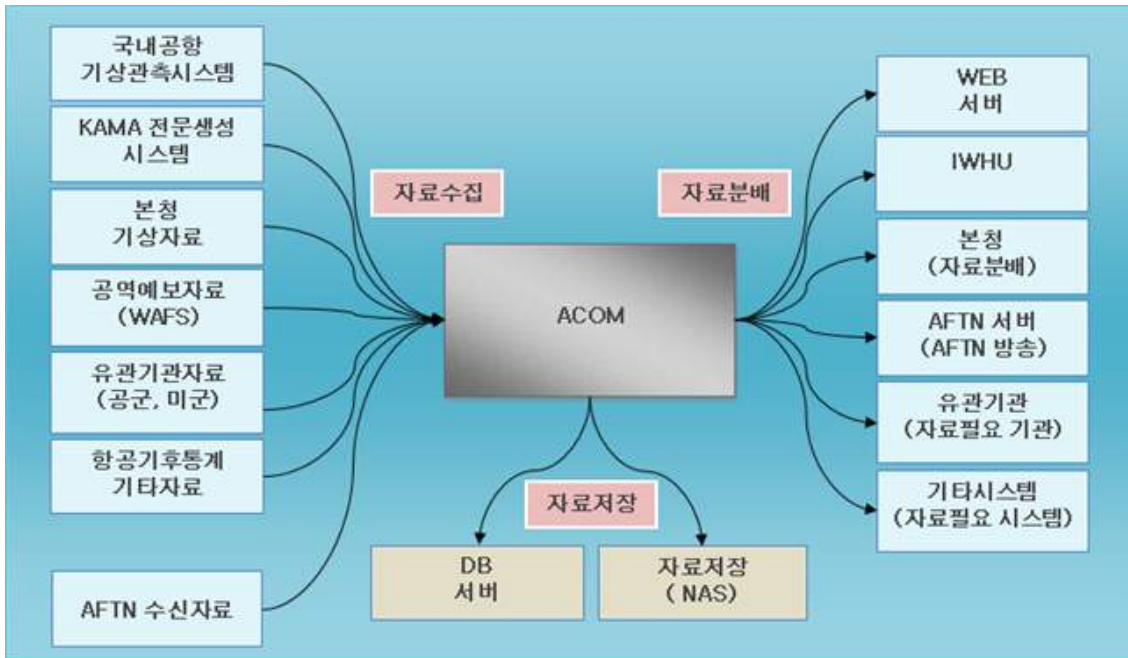 국내공항
기상관측시스템
KAMA 전문생성
시스템
본청
기상자료
공역예보자료
(WAFS)
유관기관자료
(공군, 미군)
항공기후통계
기타자료
AFTN 수신자료
자료수집
ACOM
자료저장
DB
서버
자료저장
( NAS)
자료분배
WEB
서버
IWHU
본청
(자료분배)
AFTN 서버
(AFTN 방송)
유관기관
(자료필요 기관)
기타시스템
(자료필요 시스템)